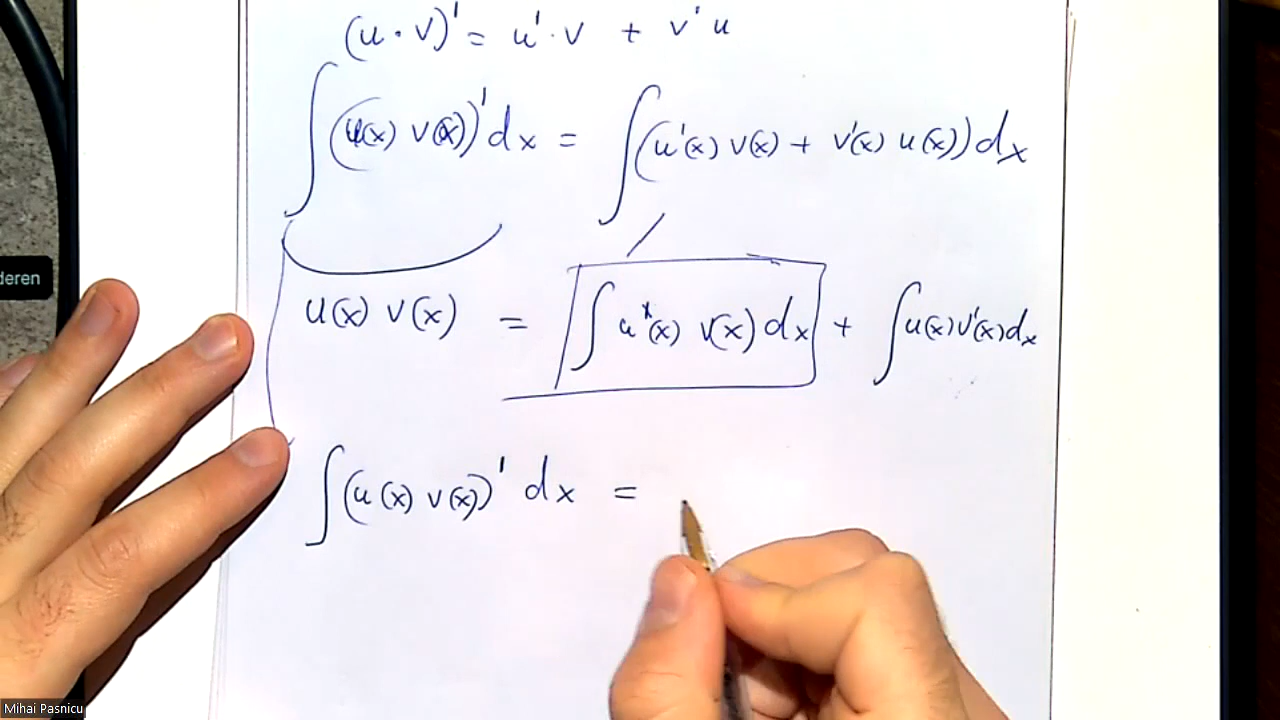 (u · v)' = u' · v + v' u
∫(u(x) v(x))' dx = ∫(u'(x) v(x) + v'(x) u(x)) dx
u(x) v(x) = ∫ u'(x) v(x) dx + ∫ u(x) v'(x) dx
deren
∫(u(x) v(x))' dx =
Mihai Pasnicu